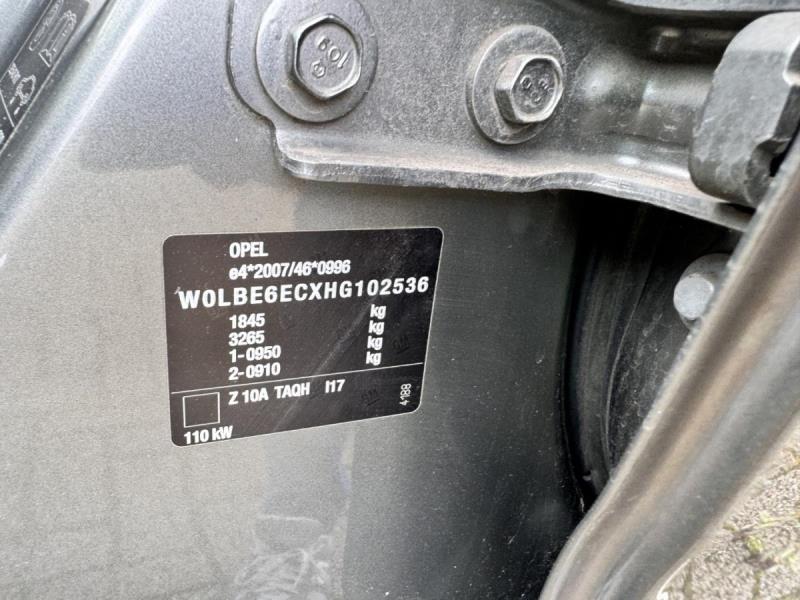 OPEL
e4*2007/46*0996
W0LBE6ECXHG102536
1845 kg
3265 kg
1-0950 kg
2-0910 kg
Z 10A TAQH I17
4188
110 kW
109